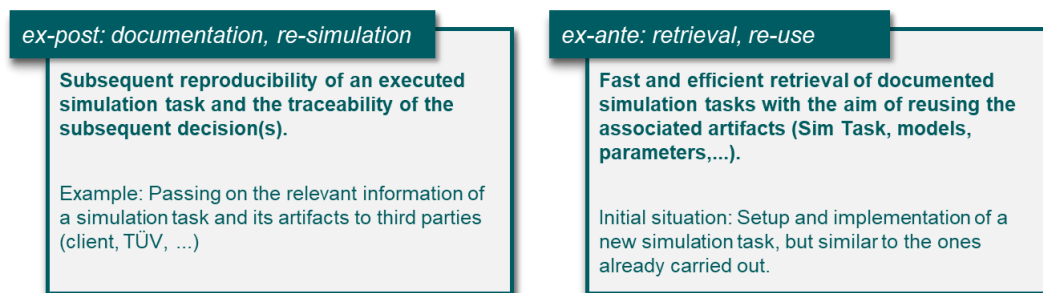 ex-post: documentation, re-simulation
Subsequent reproducibility of an executed
simulation task and the traceability of the
subsequent decision(s).
Example: Passing on the relevant information of
a simulation task and its artifacts to third parties
(client, TÜV, ...)
ex-ante: retrieval, re-use
Fast and efficient retrieval of documented
simulation tasks with the aim of reusing the
associated artifacts (Sim Task, models,
parameters,...).
Initial situation: Setup and implementation of a
new simulation task, but similar to the ones
already carried out.